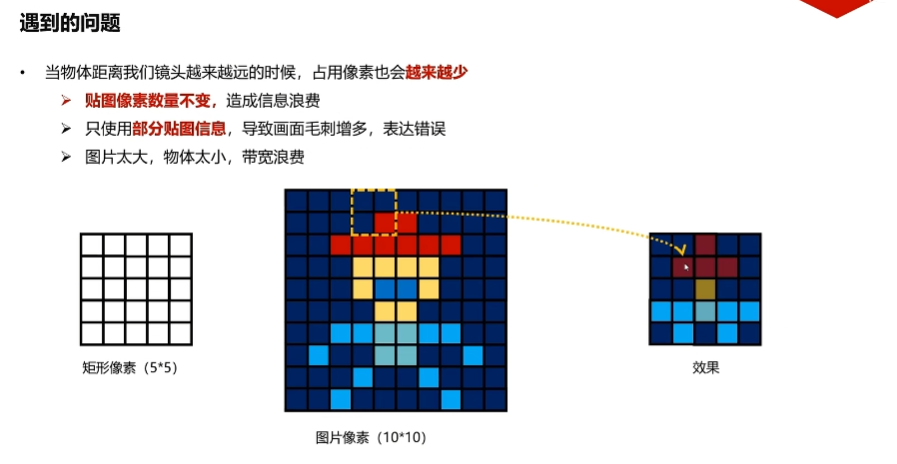 遇到的问题
• 当物体距离我们镜头越来越远的时候，占用像素也会越来越少
➢ 贴图像素数量不变，造成信息浪费
➢ 只使用部分贴图信息，导致画面毛刺增多，表达错误
➢ 图片太大，物体太小，带宽浪费
矩形像素（5*5）
图片像素（10*10）
效果